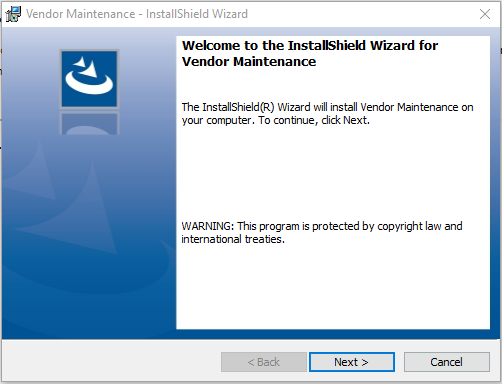 Vendor Maintenance - InstallShield Wizard
Welcome to the InstallShield Wizard for
Vendor Maintenance
The InstallShield(R) Wizard will install Vendor Maintenance on
your computer. To continue, click Next.
WARNING: This program is protected by copyright law and
international treaties.
< Back
Next >
Cancel